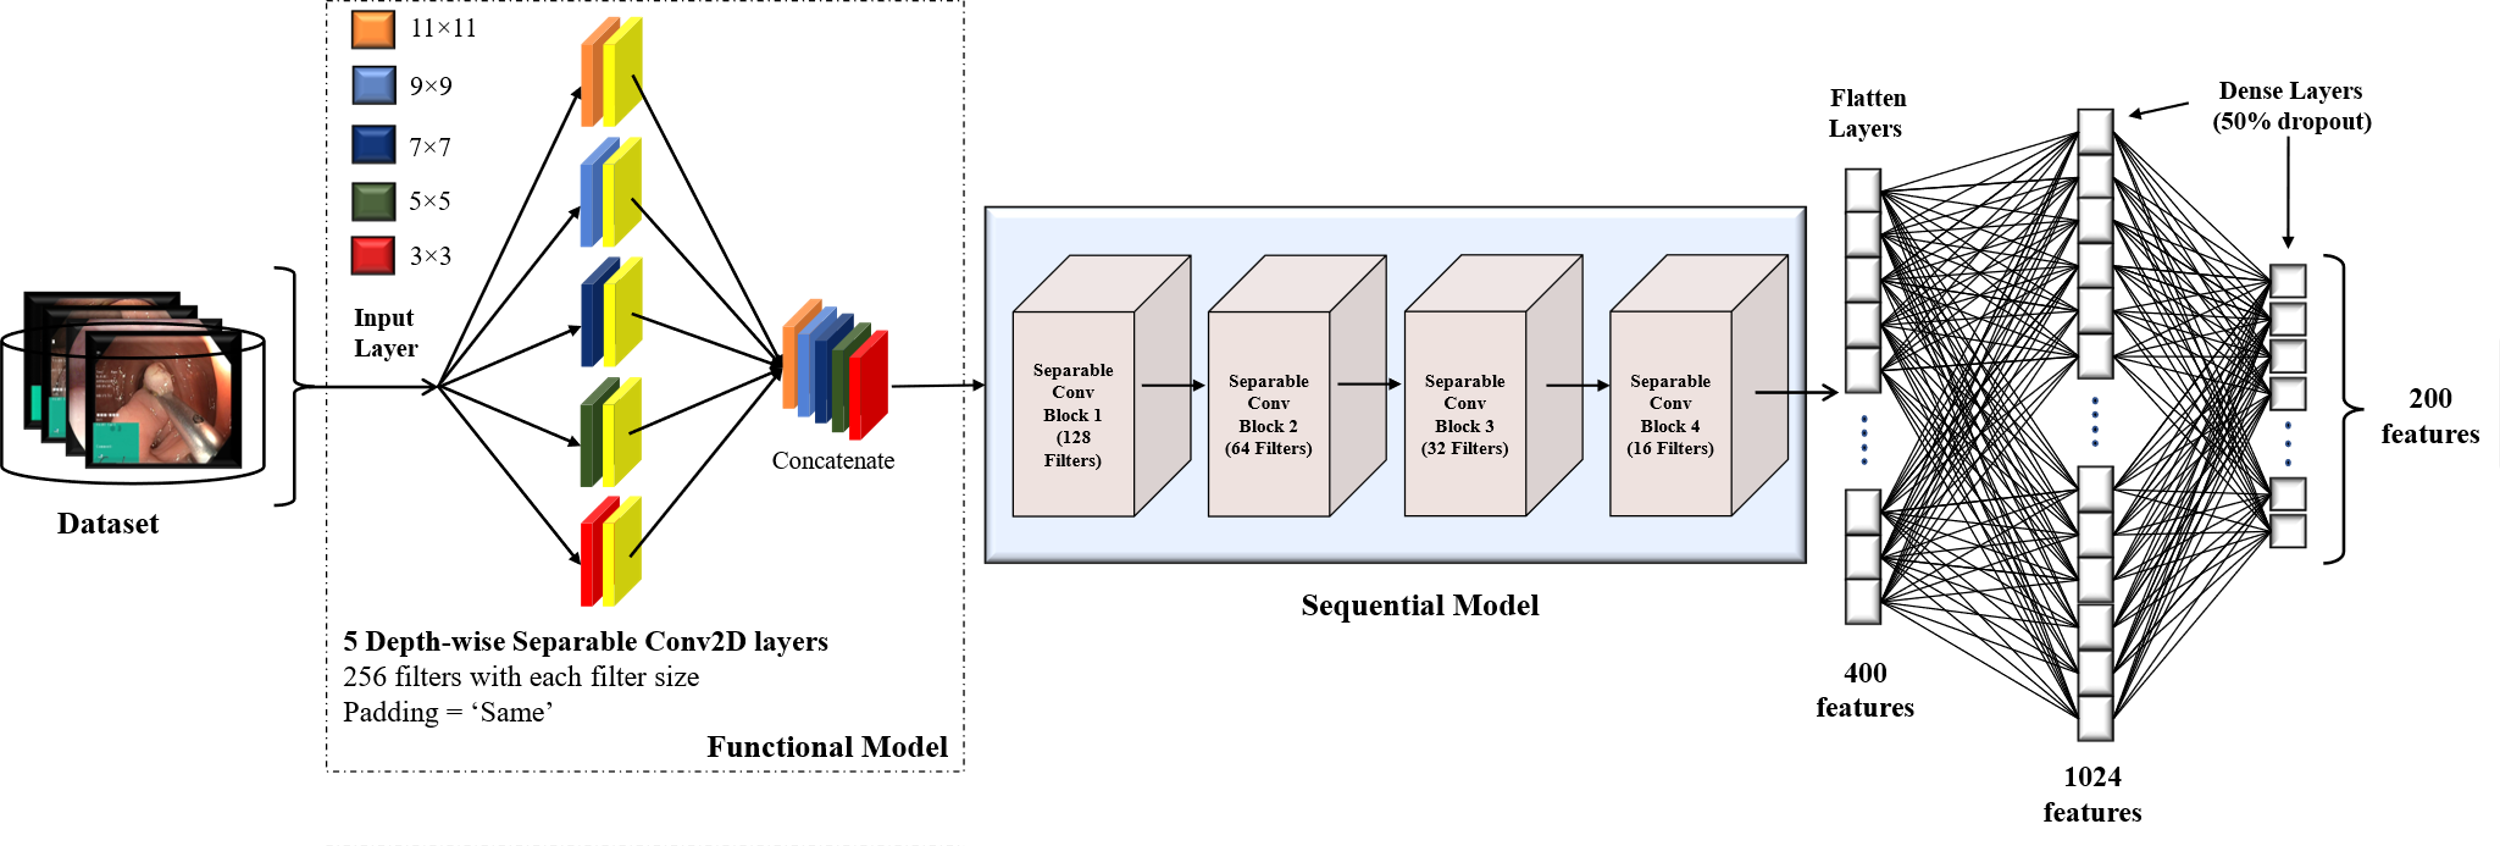 11×11
9×9
7×7
5×5
3×3
Input
Layer
Dataset
Concatenate
5 Depth-wise Separable Conv2D layers
256 filters with each filter size
Padding = ‘Same’
Functional Model
Separable
Conv
Block 1
(128
Filters)
Separable
Conv
Block 2
(64 Filters)
Separable
Conv
Block 3
(32 Filters)
Separable
Conv
Block 4
(16 Filters)
Sequential Model
Flatten
Layers
400
features
1024
features
Dense Layers
(50% dropout)
200
features